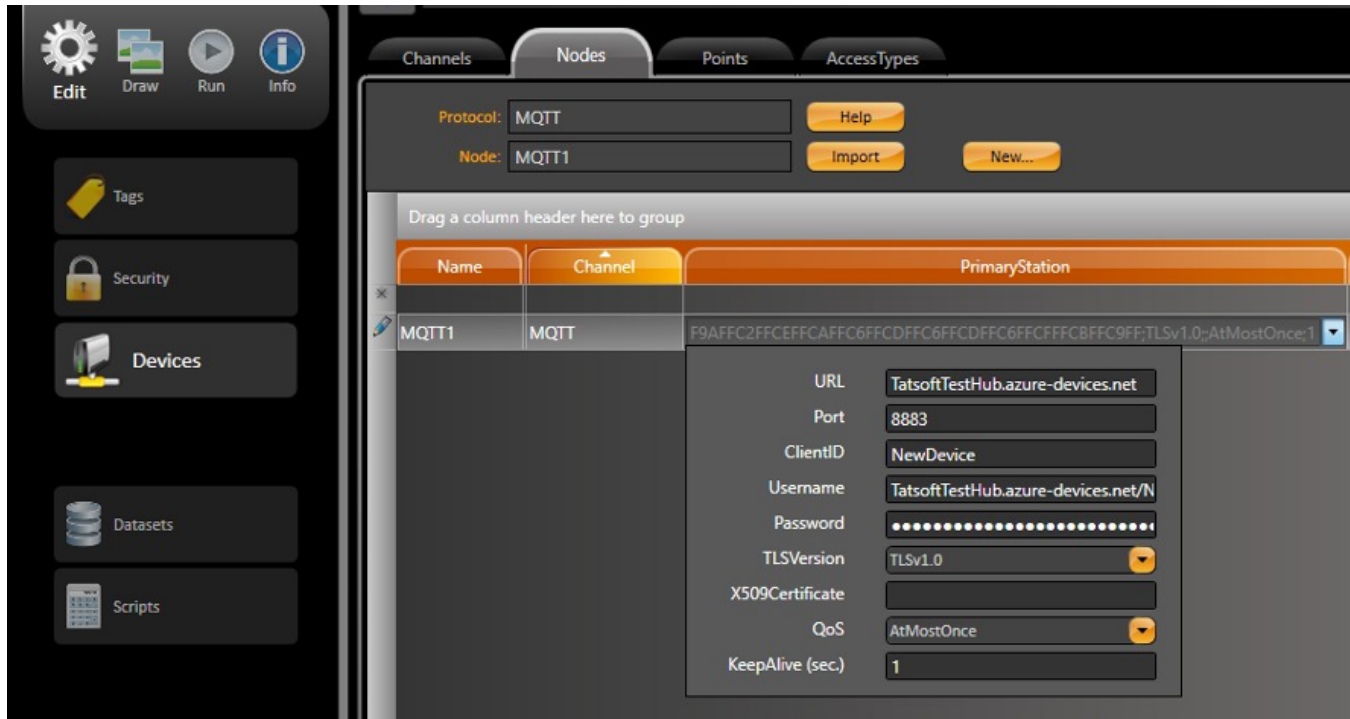 Edit Draw Run Info
Tags
Security
Devices
Datasets
Scripts
Channels Nodes Points AccessTypes
Protocol: MQTT Help
Node: MQTT1 Import New...
Drag a column header here to group
Name Channel PrimaryStation
MQTT1 MQTT F9AFFC2FFCEFFCAFFC6FFCDFFC6FFCDFFC6FFCFFFCBFFC9FF;TLSv1.0;;AtMostOnce;1
URL TatsoftTestHub.azure-devices.net
Port 8883
ClientID NewDevice
Username TatsoftTestHub.azure-devices.net/N
Password ••••••••••••••••••••••••••••
TLSVersion TLSv1.0
X509Certificate
QoS AtMostOnce
KeepAlive (sec.) 1